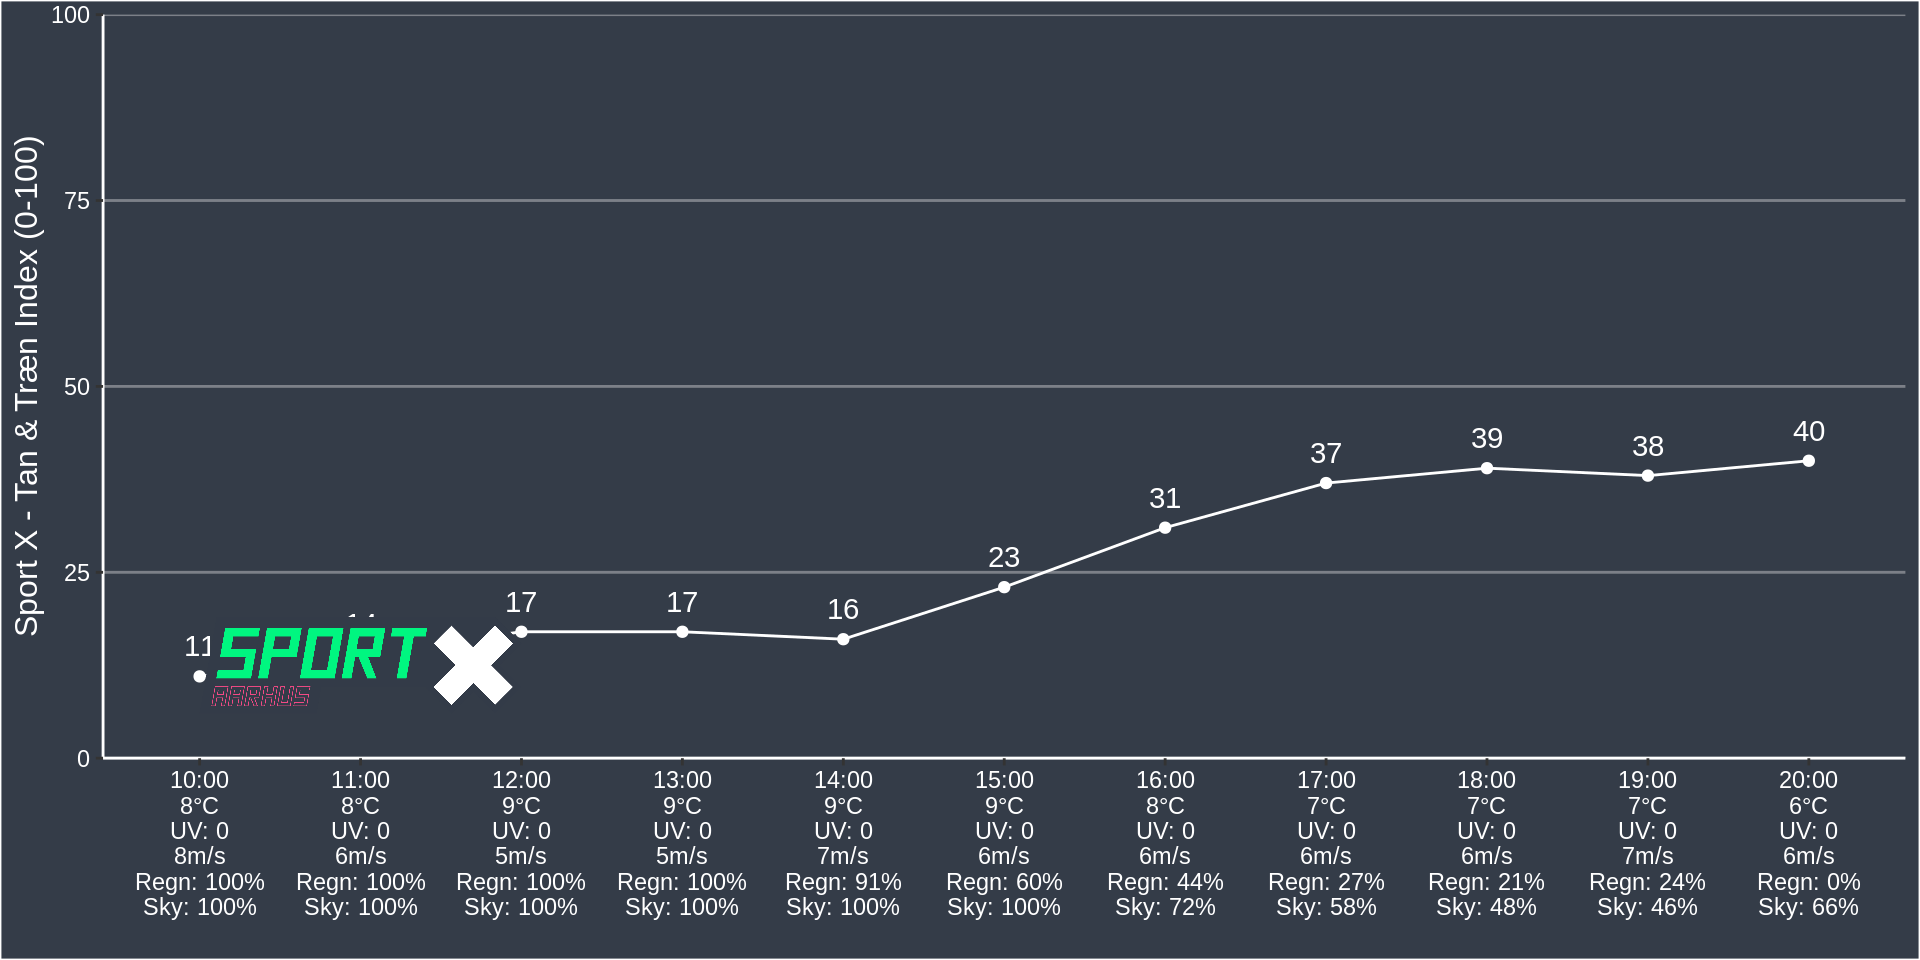 Sport X - Tan & Træn Index (0-100)
100
75
50
25
0
11
17
17
16
23
31
37
39
38
40
SPORT X
AARHUS
10:00 11:00 12:00 13:00 14:00 15:00 16:00 17:00 18:00 19:00 20:00
8°C 8°C 9°C 9°C 9°C 9°C 8°C 7°C 7°C 7°C 6°C
UV: 0 UV: 0 UV: 0 UV: 0 UV: 0 UV: 0 UV: 0 UV: 0 UV: 0 UV: 0 UV: 0
8m/s 6m/s 5m/s 5m/s 7m/s 6m/s 6m/s 6m/s 6m/s 7m/s 6m/s
Regn: 100% Regn: 100% Regn: 100% Regn: 100% Regn: 91% Regn: 60% Regn: 44% Regn: 27% Regn: 21% Regn: 24% Regn: 0%
Sky: 100% Sky: 100% Sky: 100% Sky: 100% Sky: 100% Sky: 100% Sky: 72% Sky: 58% Sky: 48% Sky: 46% Sky: 66%